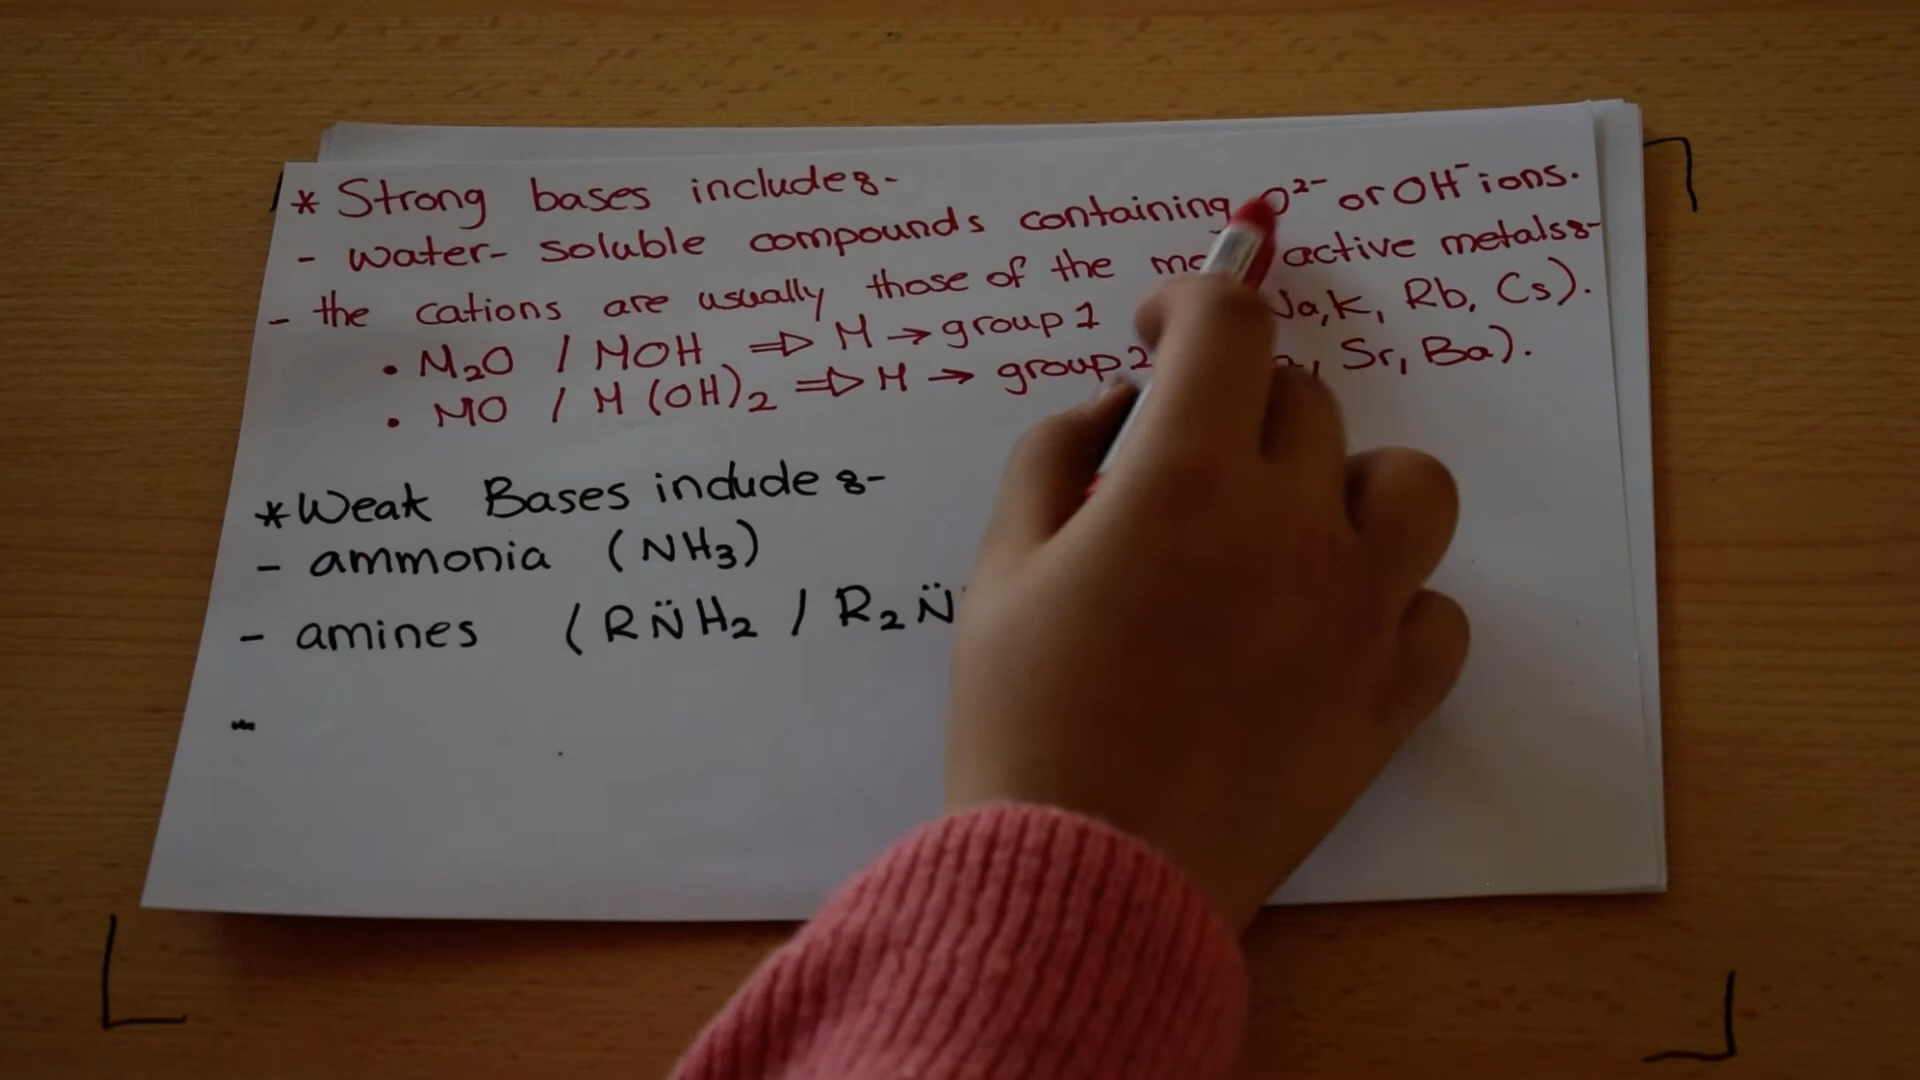 * Strong bases include:-
- water-soluble compounds containing O²⁻ or OH⁻ ions.
- the cations are usually those of the active metals:-
• M₂O / MOH ⇒ M → group 1 K, Rb, Cs).
• MO / M(OH)₂ ⇒ M → group 2 Sr, Ba).
* Weak Bases include:-
- ammonia (NH₃)
- amines (RN̈H₂ / R₂N̈
-